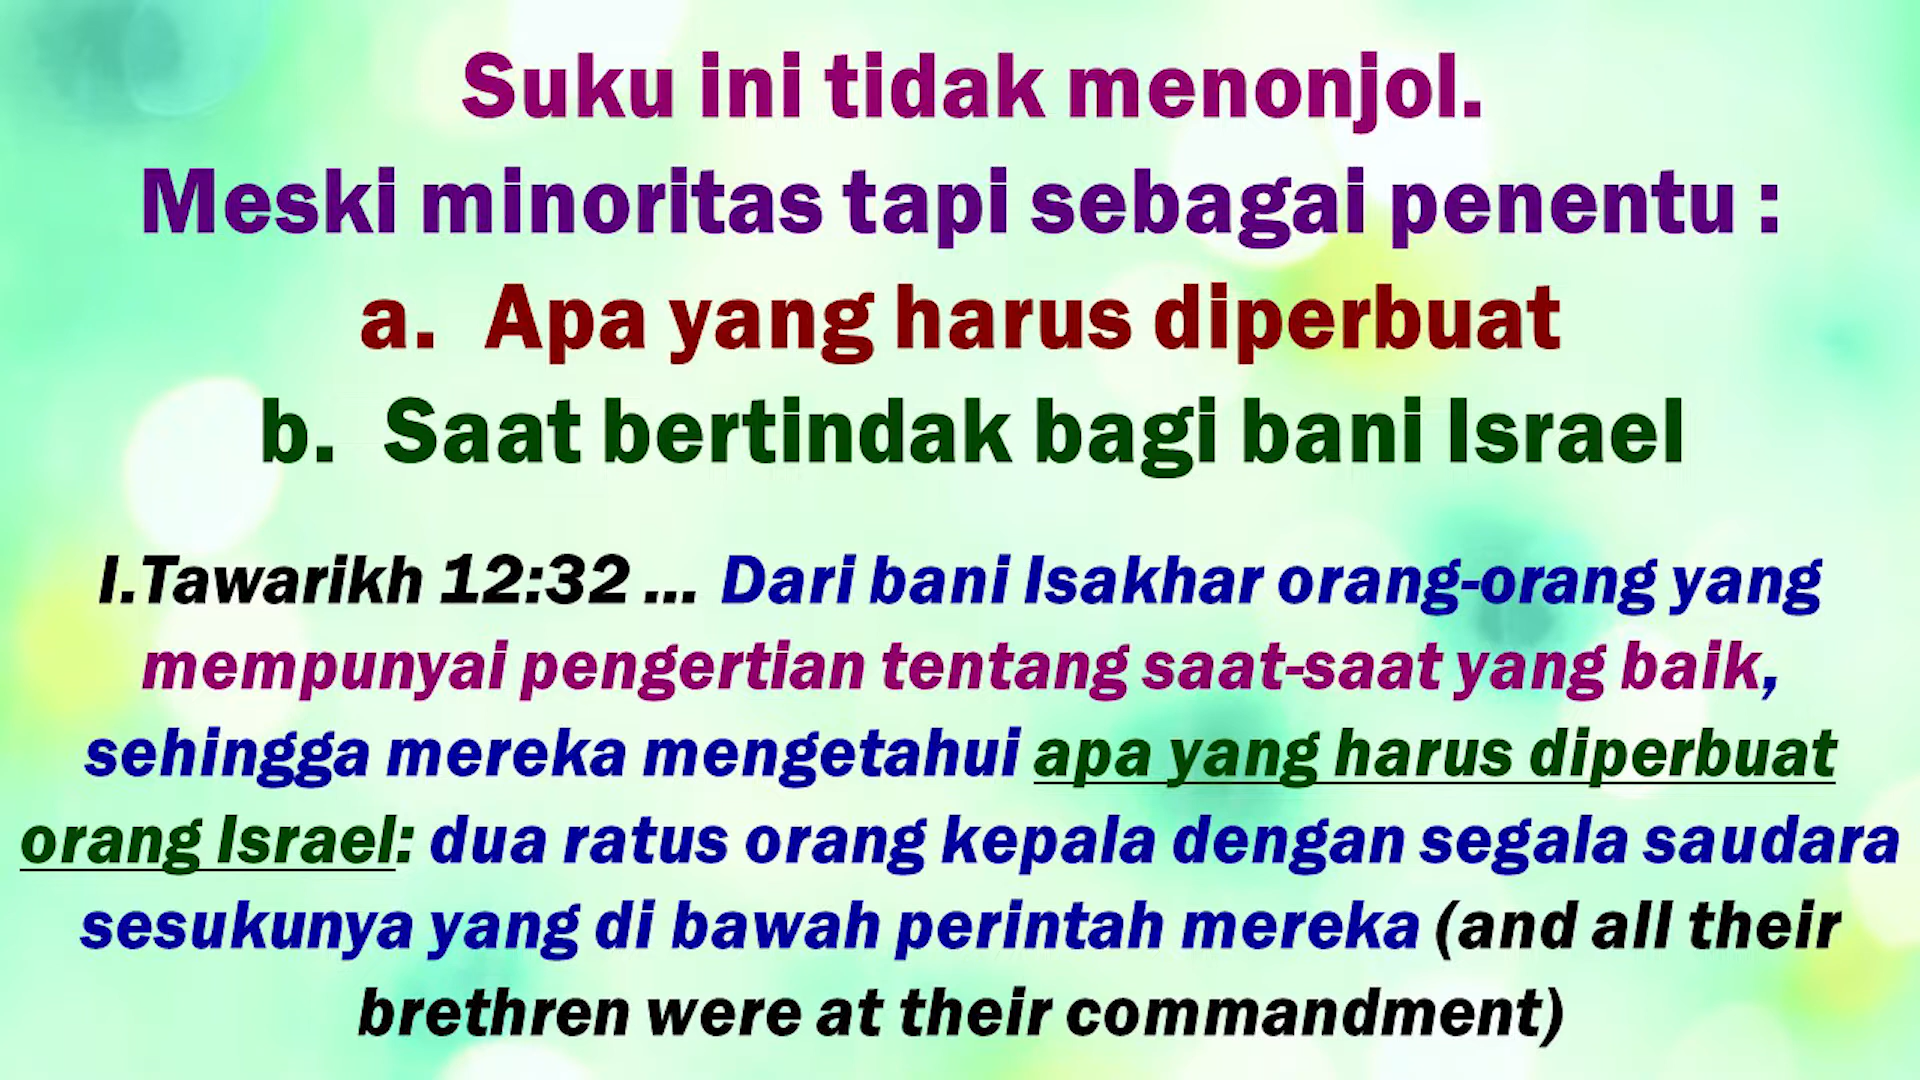 Suku ini tidak menonjol.
Meski minoritas tapi sebagai penentu :
a. Apa yang harus diperbuat
b. Saat bertindak bagi bani Israel
I.Tawarikh 12:32 ... Dari bani Isakhar orang-orang yang
mempunyai pengertian tentang saat-saat yang baik,
sehingga mereka mengetahui apa yang harus diperbuat
orang Israel: dua ratus orang kepala dengan segala saudara
sesukunya yang di bawah perintah mereka (and all their
brethren were at their commandment)